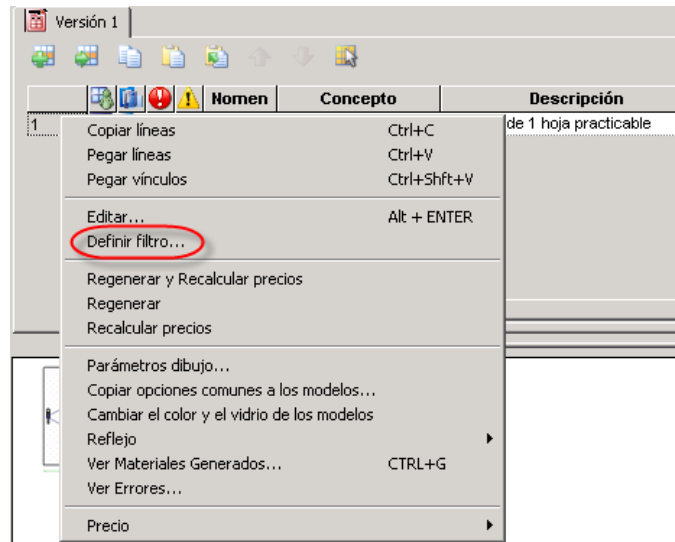 Versión 1
Nomen Concepto Descripción
1 de 1 hoja practicable
Copiar líneas Ctrl+C
Pegar líneas Ctrl+V
Pegar vínculos Ctrl+Shft+V
Editar... Alt + ENTER
Definir filtro...
Regenerar y Recalcular precios
Regenerar
Recalcular precios
Parámetros dibujo...
Copiar opciones comunes a los modelos...
Cambiar el color y el vidrio de los modelos
Reflejo
Ver Materiales Generados... CTRL+G
Ver Errores...
Precio